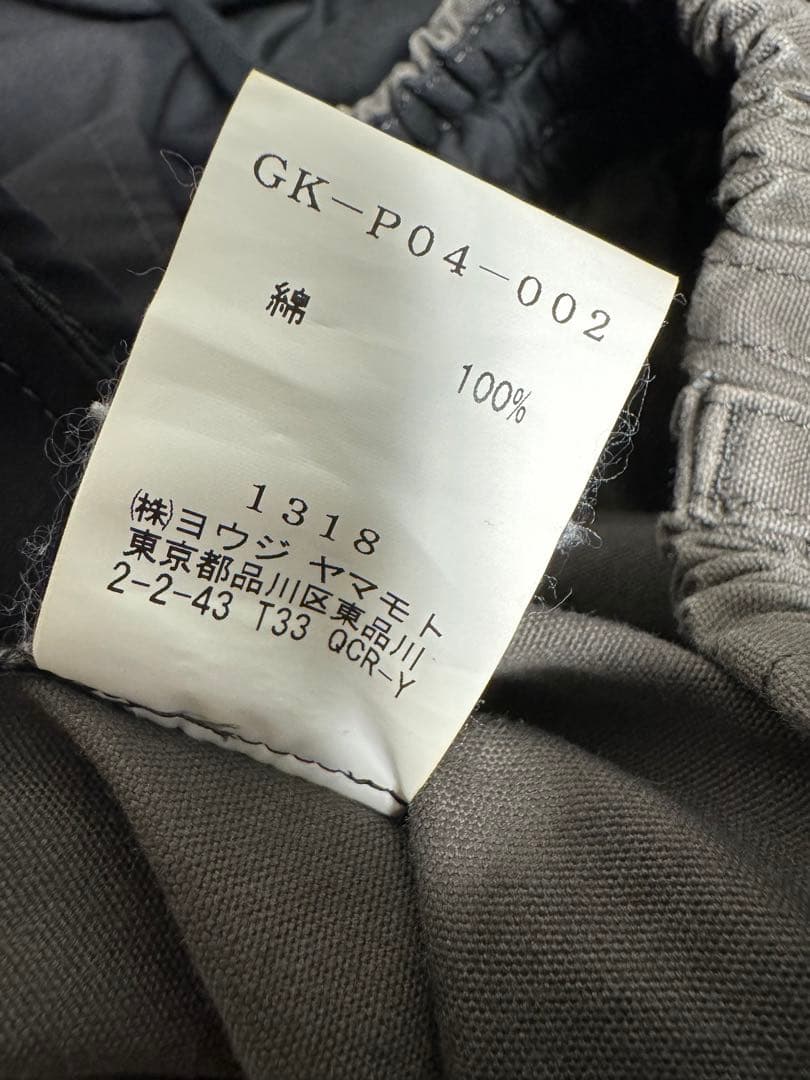 GK-P04-002
綿
100%
1318
(株)ヨウジ ヤマモト
東京都品川区東品川
2-2-43 T33 QCR-Y